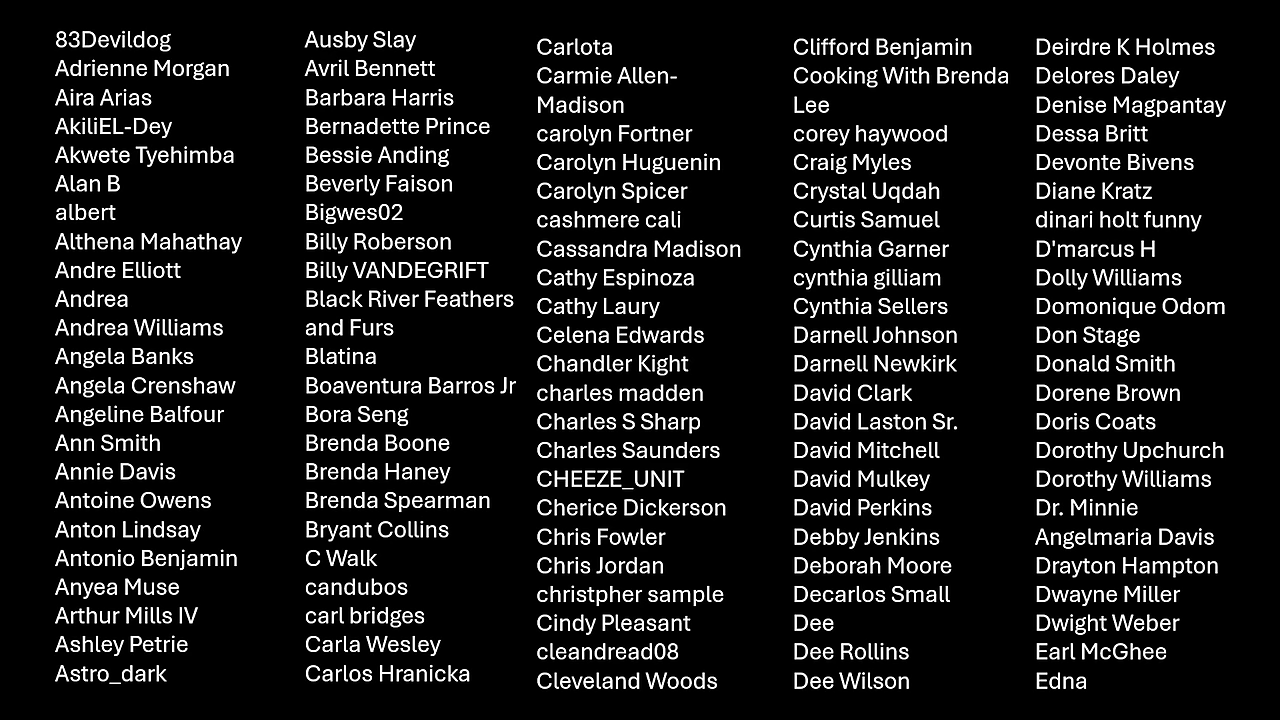 83Devildog
Adrienne Morgan
Aira Arias
AkiliEL-Dey
Akwete Tyehimba
Alan B
albert
Althena Mahathay
Andre Elliott
Andrea
Andrea Williams
Angela Banks
Angela Crenshaw
Angeline Balfour
Ann Smith
Annie Davis
Antoine Owens
Anton Lindsay
Antonio Benjamin
Anyea Muse
Arthur Mills IV
Ashley Petrie
Astro_dark
Ausby Slay
Avril Bennett
Barbara Harris
Bernadette Prince
Bessie Anding
Beverly Faison
Bigwes02
Billy Roberson
Billy VANDEGRIFT
Black River Feathers
and Furs
Blatina
Boaventura Barros Jr
Bora Seng
Brenda Boone
Brenda Haney
Brenda Spearman
Bryant Collins
C Walk
candubos
carl bridges
Carla Wesley
Carlos Hranicka
Carlota
Carmie Allen-
Madison
carolyn Fortner
Carolyn Huguenin
Carolyn Spicer
cashmere cali
Cassandra Madison
Cathy Espinoza
Cathy Laury
Celena Edwards
Chandler Kight
charles madden
Charles S Sharp
Charles Saunders
CHEEZE_UNIT
Cherice Dickerson
Chris Fowler
Chris Jordan
christpher sample
Cindy Pleasant
cleandread08
Cleveland Woods
Clifford Benjamin
Cooking With Brenda
Lee
corey haywood
Craig Myles
Crystal Uqdah
Curtis Samuel
Cynthia Garner
cynthia gilliam
Cynthia Sellers
Darnell Johnson
Darnell Newkirk
David Clark
David Laston Sr.
David Mitchell
David Mulkey
David Perkins
Debby Jenkins
Deborah Moore
Decarlos Small
Dee
Dee Rollins
Dee Wilson
Deirdre K Holmes
Delores Daley
Denise Magpantay
Dessa Britt
Devonte Bivens
Diane Kratz
dinari holt funny
D'marcus H
Dolly Williams
Domonique Odom
Don Stage
Donald Smith
Dorene Brown
Doris Coats
Dorothy Upchurch
Dorothy Williams
Dr. Minnie
Angelmaria Davis
Drayton Hampton
Dwayne Miller
Dwight Weber
Earl McGhee
Edna